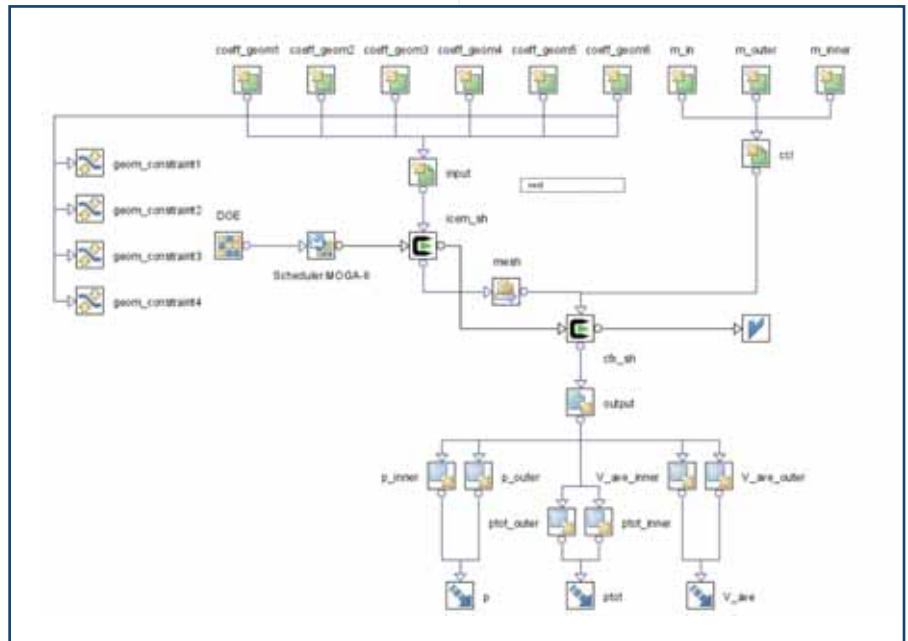 coeff_geom1 coeff_geom2 coeff_geom3 coeff_geom4 coeff_geom5 coeff_geom6 m_in m_outer m_inner
geom_constraint1
input
ccl
geom_constraint2
DOE
icem_sh
geom_constraint3
Scheduler MOGA-II
mesh
geom_constraint4
cfx_sh
output
p_inner p_outer V_ave_inner V_ave_outer
ptot_outer ptot_inner
p ptot V_ave